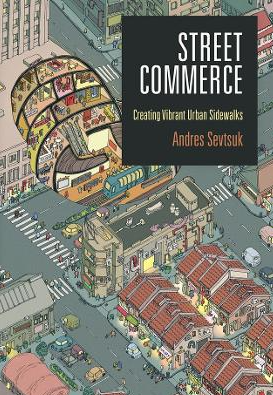 STREET
COMMERCE
Creating Vibrant Urban Sidewalks
Andres Sevtsuk